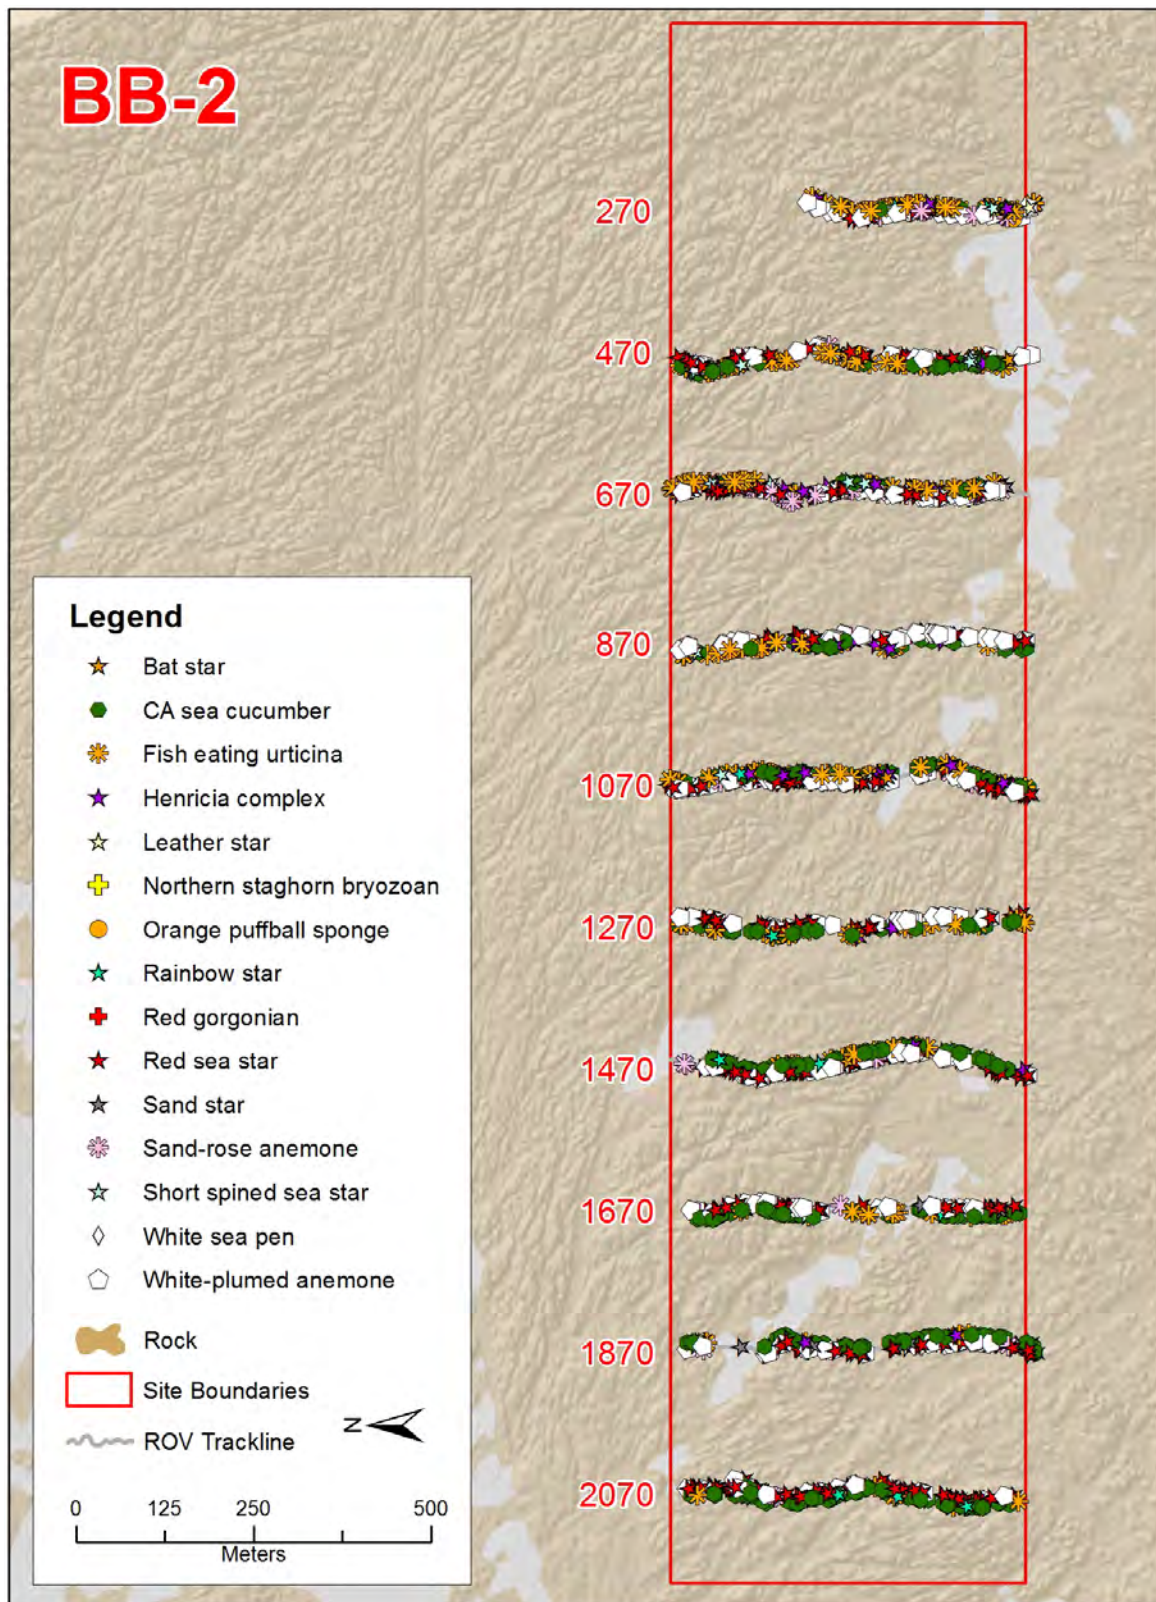 BB-2
270
470
670
870
1070
1270
1470
1670
1870
2070
Legend
Bat star
CA sea cucumber
Fish eating urticina
Henricia complex
Leather star
Northern staghorn bryozoan
Orange puffball sponge
Rainbow star
Red gorgonian
Red sea star
Sand star
Sand-rose anemone
Short spined sea star
White sea pen
White-plumed anemone
Rock
Site Boundaries
N
ROV Trackline
0 125 250 500
Meters